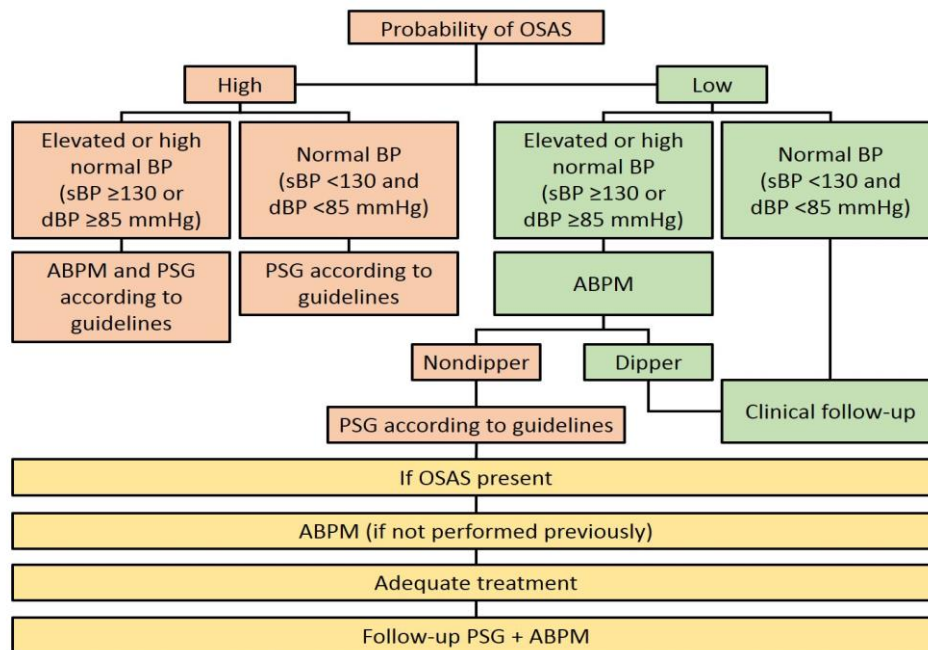 Probability of OSAS
High
Low
Elevated or high
normal BP
(sBP ≥130 or
dBP ≥85 mmHg)
Normal BP
(sBP <130 and
dBP <85 mmHg)
Elevated or high
normal BP
(sBP ≥130 or
dBP ≥85 mmHg)
Normal BP
(sBP <130 and
dBP <85 mmHg)
ABPM and PSG
according to
guidelines
PSG according to
guidelines
ABPM
Nondipper
Dipper
Clinical follow-up
PSG according to guidelines
If OSAS present
ABPM (if not performed previously)
Adequate treatment
Follow-up PSG + ABPM